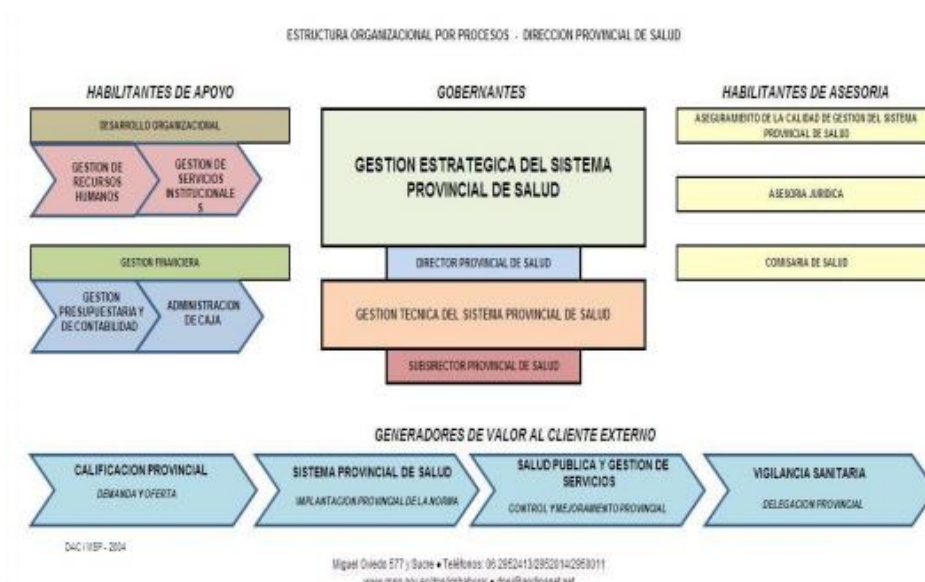 ESTRUCTURA ORGANIZACIONAL POR PROCESOS - DIRECCION PROVINCIAL DE SALUD
HABILITANTES DE APOYO
DESARROLLO ORGANIZACIONAL
GESTION DE
RECURSOS
HUMANOS
GESTION DE
SERVICIOS
INSTITUCIONALE
S
GESTION FINANCIERA
GESTION
PRESUPUESTARIA Y
DE CONTABILIDAD
ADMINISTRACION
DE CAJA
GOBERNANTES
GESTION ESTRATEGICA DEL SISTEMA
PROVINCIAL DE SALUD
DIRECTOR PROVINCIAL DE SALUD
GESTION TECNICA DEL SISTEMA PROVINCIAL DE SALUD
SUBSIRECTOR PROVINCIAL DE SALUD
HABILITANTES DE ASESORIA
ASEGURAMIENTO DE LA CALIDAD DE GESTION DEL SISTEMA
PROVINCIAL DE SALUD
ASESORIA JURIDICA
COMISARIA DE SALUD
GENERADORES DE VALOR AL CLIENTE EXTERNO
CALIFICACION PROVINCIAL
DEMANDA Y OFERTA
SISTEMA PROVINCIAL DE SALUD
IMPLANTACION PROVINCIAL DE LA NORMA
SALUD PUBLICA Y GESTION DE
SERVICIOS
CONTROL Y MEJORAMIENTO PROVINCIAL
VIGILANCIA SANITARIA
DELEGACION PROVINCIAL
DAC / MSP - 2004
Miguel Oviedo 577 y Sucre ● Teléfonos: 06 2952413/2952814/2958011